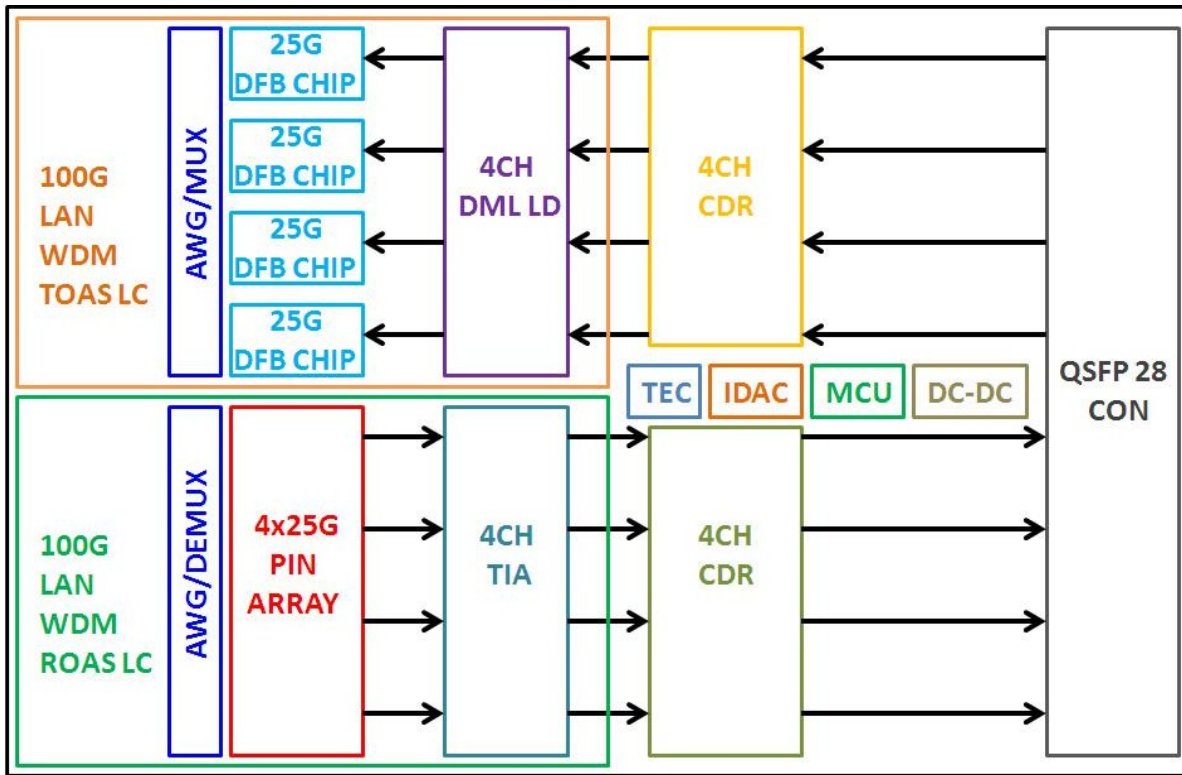 100G
LAN
WDM
TOAS LC
AWG/MUX
25G
DFB CHIP
25G
DFB CHIP
25G
DFB CHIP
25G
DFB CHIP
4CH
DML LD
4CH
CDR
TEC
IDAC
MCU
DC-DC
QSFP 28
CON
100G
LAN
WDM
ROAS LC
AWG/DEMUX
4x25G
PIN
ARRAY
4CH
TIA
4CH
CDR